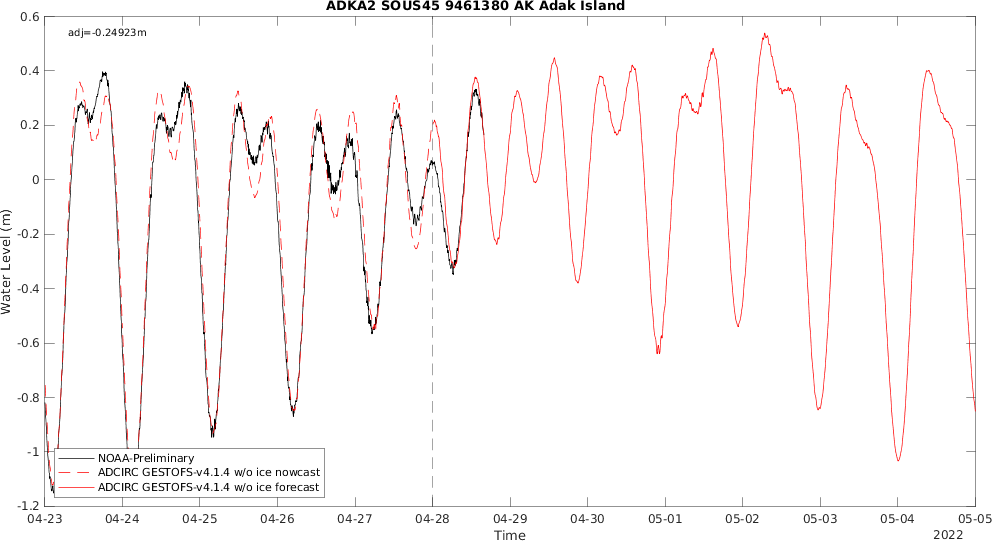 ADKA2 SOUS45 9461380 AK Adak Island
adj=-0.24923m
0.6
0.4
0.2
0
-0.2
-0.4
-0.6
-0.8
-1
-1.2
Water Level (m)
NOAA-Preliminary
ADCIRC GESTOFS-v4.1.4 w/o ice nowcast
ADCIRC GESTOFS-v4.1.4 w/o ice forecast
04-23 04-24 04-25 04-26 04-27 04-28 04-29 04-30 05-01 05-02 05-03 05-04 05-05
Time
2022